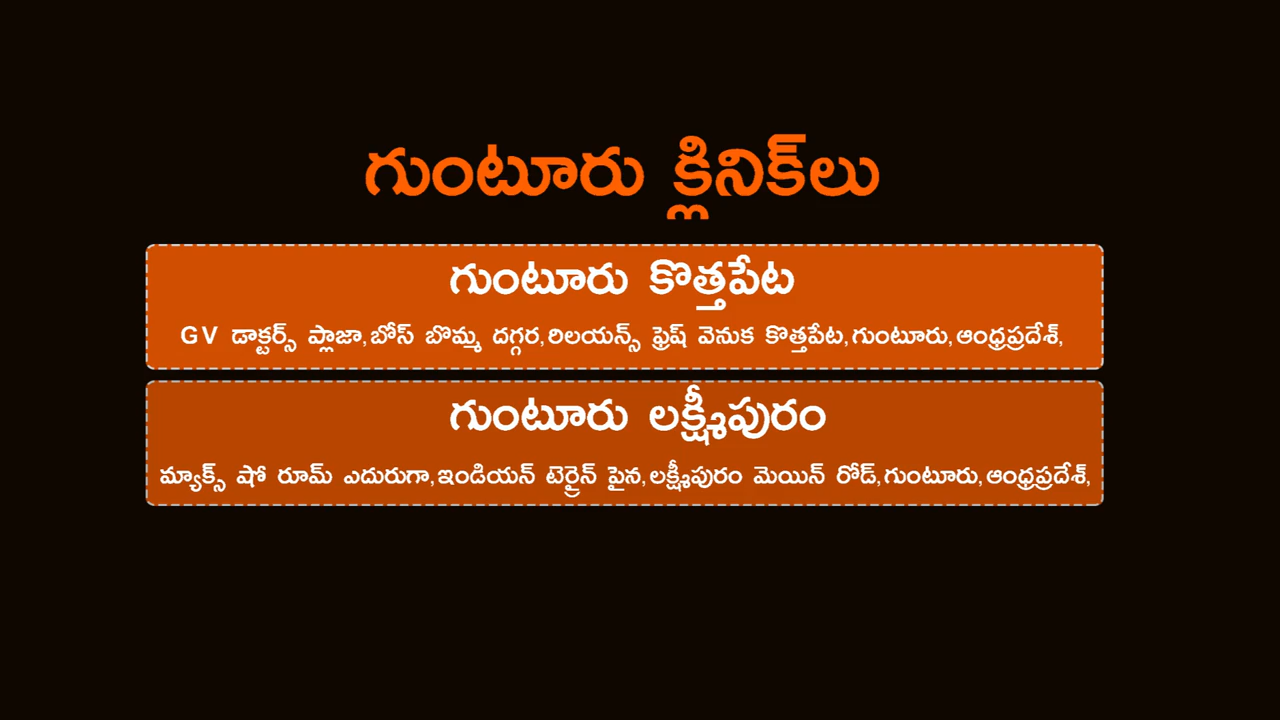 గుంటూరు క్లినిక్‌లు
గుంటూరు కొత్తపేట
GV డాక్టర్స్ ప్లాజా, బోస్ బొమ్మ దగ్గర, రిలయన్స్ ఫ్రెష్ వెనుక కొత్తపేట, గుంటూరు, ఆంధ్రప్రదేశ్,
గుంటూరు లక్ష్మీపురం
మ్యాక్స్ షో రూమ్ ఎదురుగా, ఇండియన్ టెర్రైన్ పైన, లక్ష్మీపురం మెయిన్ రోడ్, గుంటూరు, ఆంధ్రప్రదేశ్,